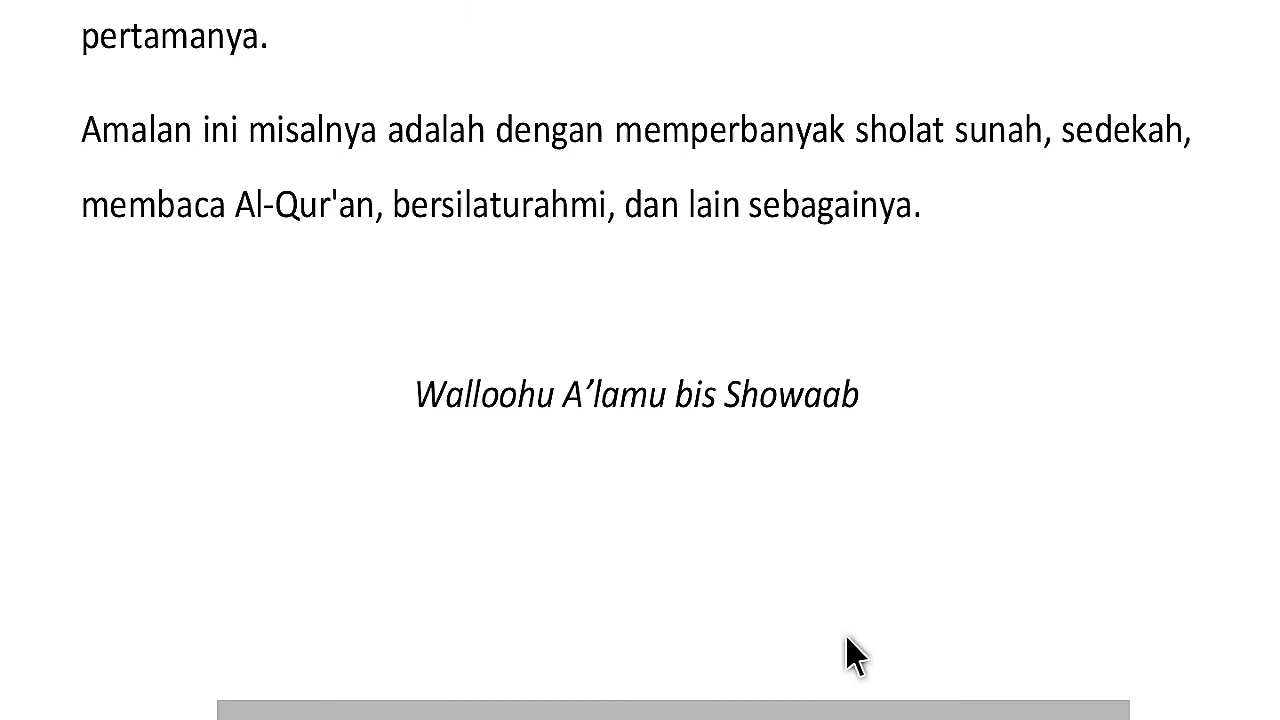 pertamanya.
Amalan ini misalnya adalah dengan memperbanyak sholat sunah, sedekah,
membaca Al-Qur'an, bersilaturahmi, dan lain sebagainya.
Walloohu A’lamu bis Showaab